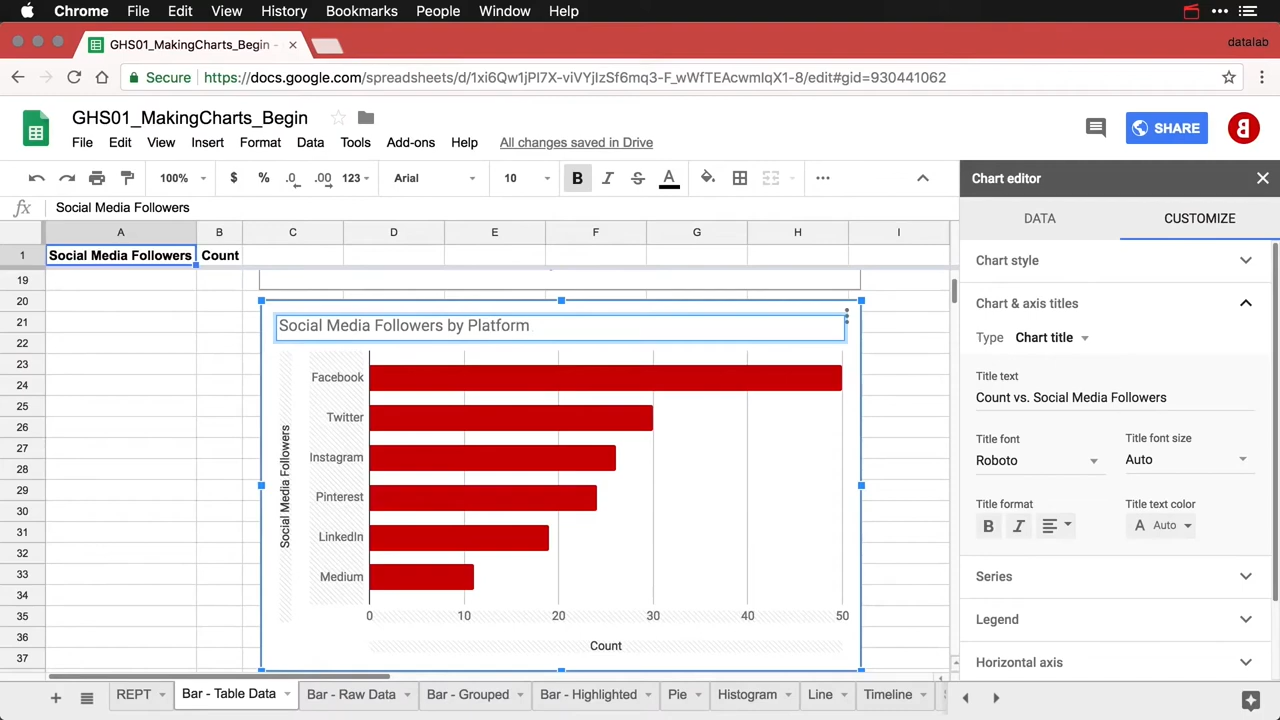 Chrome File Edit View History Bookmarks People Window Help
GHS01_MakingCharts_Begin -
datalab
Secure https://docs.google.com/spreadsheets/d/1xi6Qw1jPI7X-viVYjIzSf6mq3-F_wWfTEAcwmIqX1-8/edit#gid=930441062
GHS01_MakingCharts_Begin
File Edit View Insert Format Data Tools Add-ons Help All changes saved in Drive
SHARE
100% $ % .0 .00 123 Arial 10 B I S A
Chart editor
fx Social Media Followers
DATA CUSTOMIZE
A B C D E F G H I
1 Social Media Followers Count
19
20
21
22
23
24
25
26
27
28
29
30
31
32
33
34
35
36
37
Social Media Followers by Platform
Social Media Followers
Facebook
Twitter
Instagram
Pinterest
LinkedIn
Medium
0 10 20 30 40 50
Count
Chart style
Chart & axis titles
Type Chart title
Title text
Count vs. Social Media Followers
Title font Title font size
Roboto Auto
Title format Title text color
B I A Auto
Series
Legend
Horizontal axis
REPT Bar - Table Data Bar - Raw Data Bar - Grouped Bar - Highlighted Pie Histogram Line Timeline